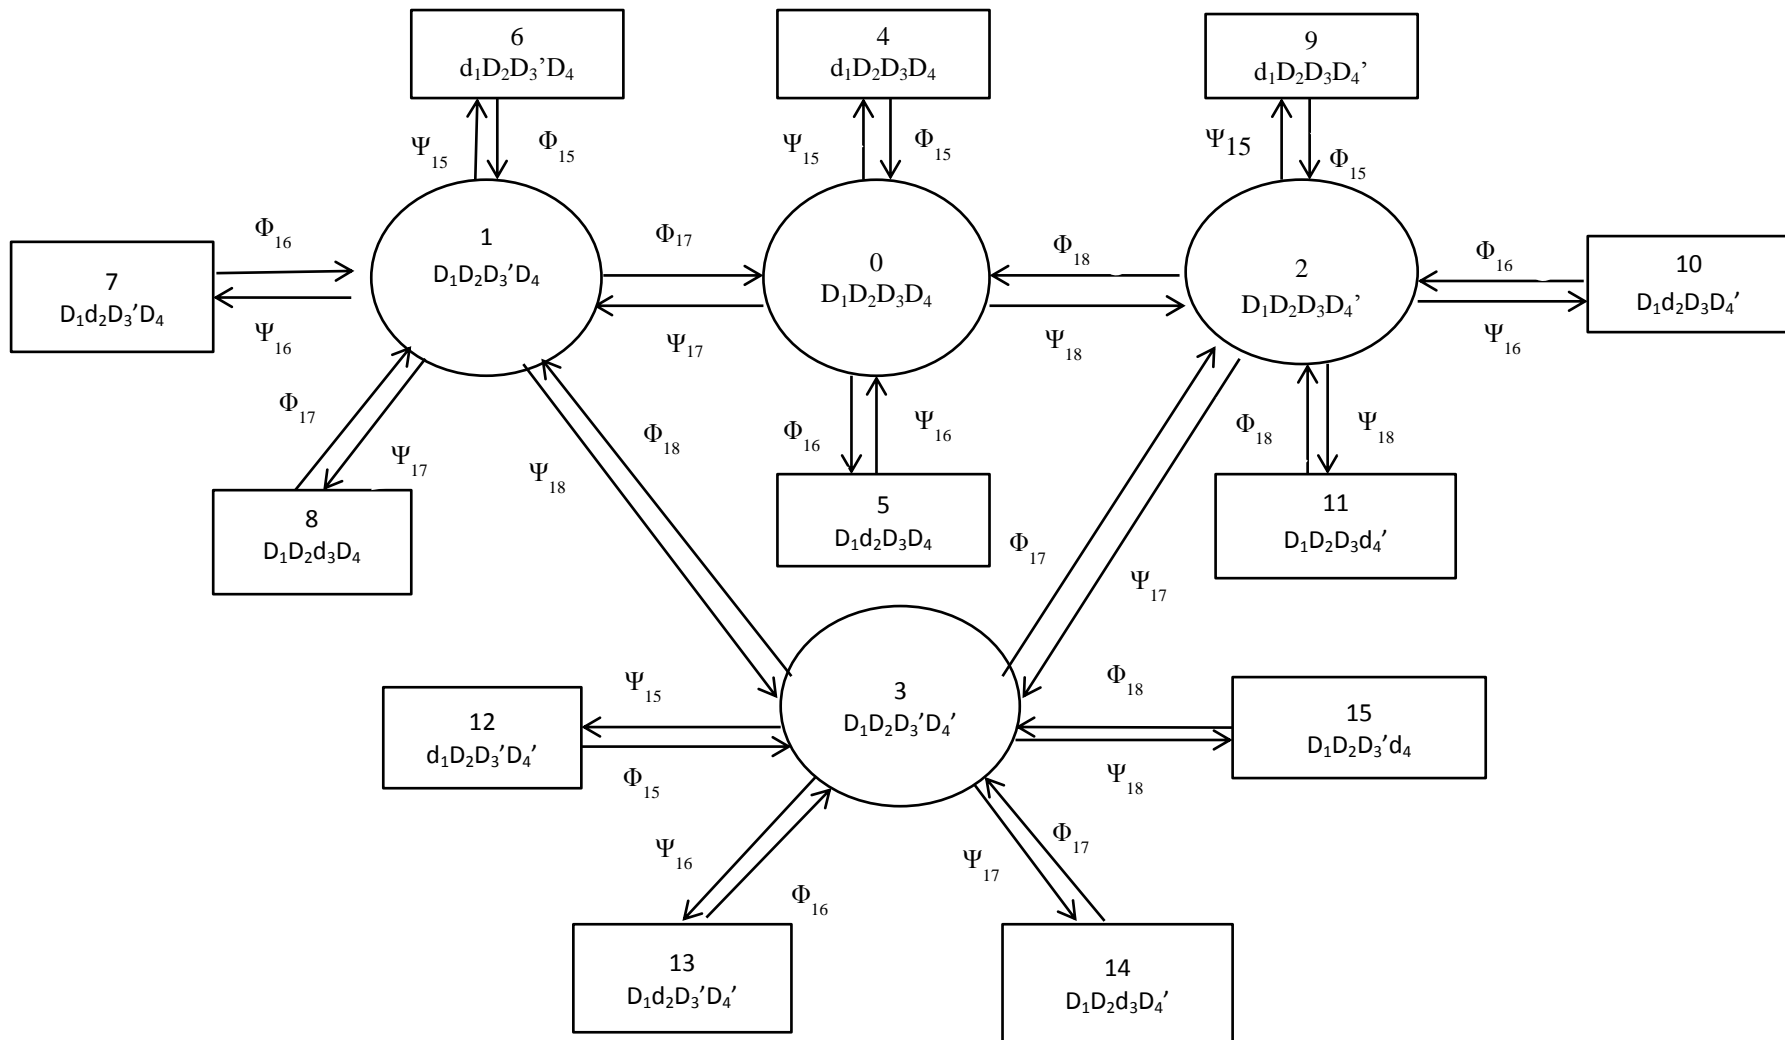 6
d₁D₂D₃’D₄
4
d₁D₂D₃D₄
9
d₁D₂D₃D₄’
Ψ₁₅
Φ₁₅
Ψ₁₅
Φ₁₅
Ψ15
Φ₁₅
Φ₁₆
7
D₁d₂D₃’D₄
Ψ₁₆
1
D₁D₂D₃’D₄
Φ₁₇
Ψ₁₇
0
D₁D₂D₃D₄
Φ₁₈
Ψ₁₈
2
D₁D₂D₃D₄’
Φ₁₆
Ψ₁₆
10
D₁d₂D₃D₄’
Φ₁₇
Ψ₁₇
Ψ₁₈
Φ₁₈
Φ₁₆
Ψ₁₆
Φ₁₈
Ψ₁₈
8
D₁D₂d₃D₄
5
D₁d₂D₃D₄
11
D₁D₂D₃d₄’
Φ₁₇
Ψ₁₇
Ψ₁₅
12
d₁D₂D₃’D₄’
Φ₁₅
3
D₁D₂D₃’D₄’
Φ₁₈
Ψ₁₈
15
D₁D₂D₃’d₄
Ψ₁₆
Φ₁₆
Ψ₁₇
Φ₁₇
13
D₁d₂D₃’D₄’
14
D₁D₂d₃D₄’